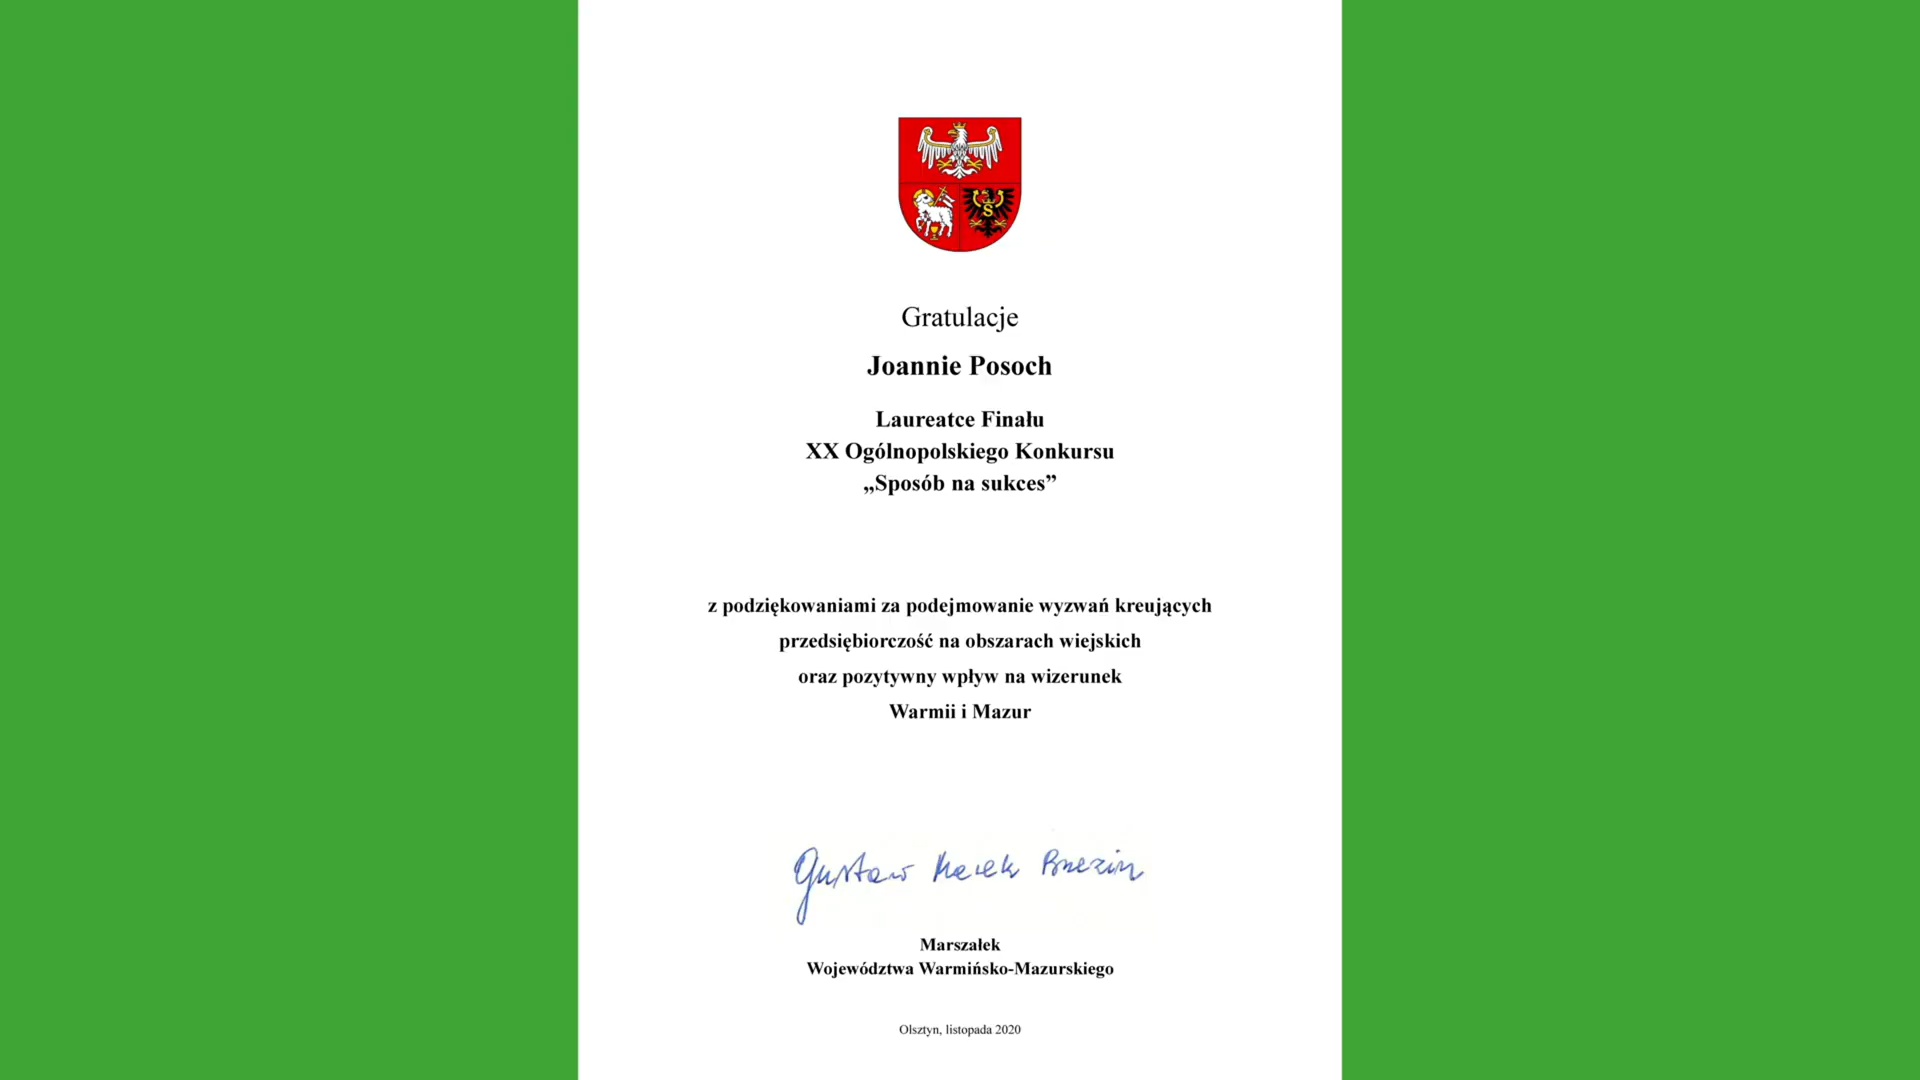 Gratulacje
Joannie Posoch
Laureatce Finału
XX Ogólnopolskiego Konkursu
„Sposób na sukces”
z podziękowaniami za podejmowanie wyzwań kreujących
przedsiębiorczość na obszarach wiejskich
oraz pozytywny wpływ na wizerunek
Warmii i Mazur
Gustaw Marek Brzezin
Marszałek
Województwa Warmińsko-Mazurskiego
Olsztyn, listopada 2020